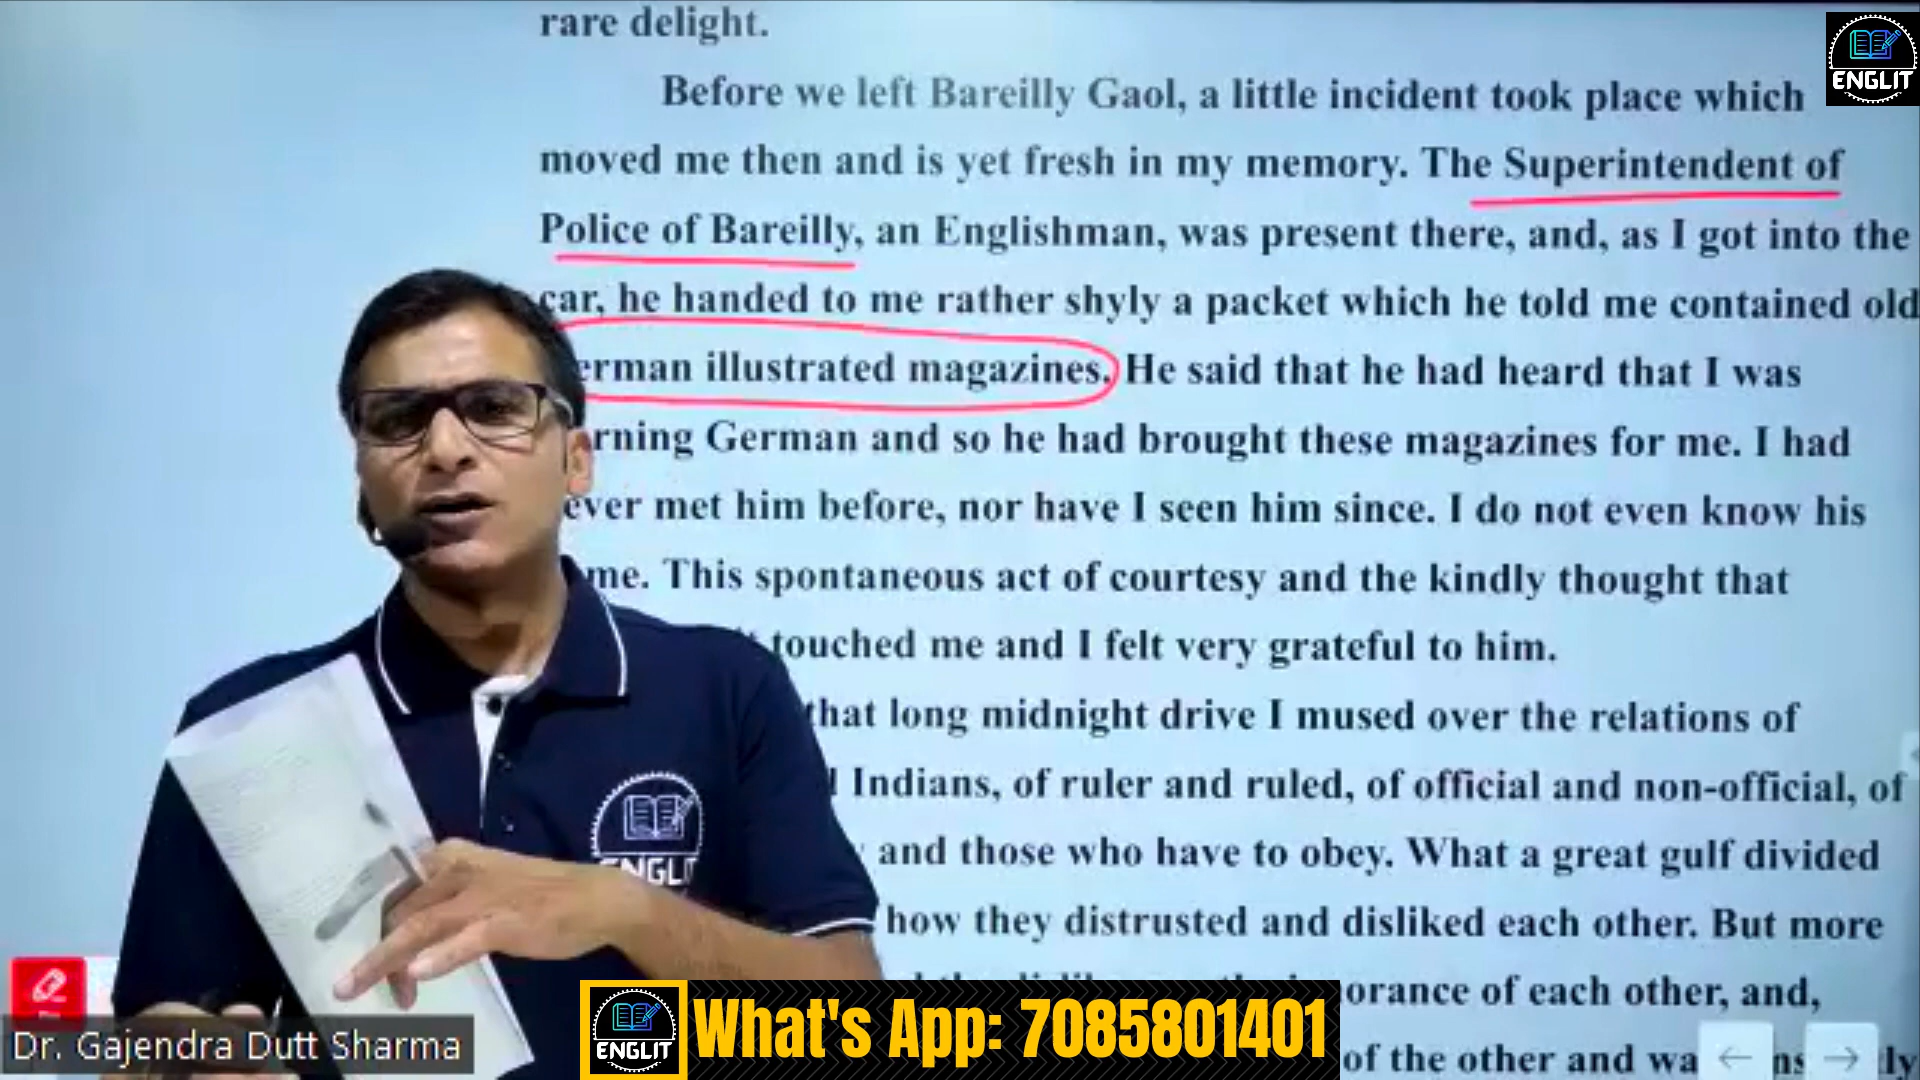 rare delight.
Before we left Bareilly Gaol, a little incident took place which
moved me then and is yet fresh in my memory. The Superintendent of
Police of Bareilly, an Englishman, was present there, and, as I got into the
car, he handed to me rather shyly a packet which he told me contained old
erman illustrated magazines. He said that he had heard that I was
rning German and so he had brought these magazines for me. I had
ever met him before, nor have I seen him since. I do not even know his
me. This spontaneous act of courtesy and the kindly thought that
touched me and I felt very grateful to him.
that long midnight drive I mused over the relations of
Indians, of ruler and ruled, of official and non-official, of
and those who have to obey. What a great gulf divided
how they distrusted and disliked each other. But more
orance of each other, and,
of the other and wa
ly
ENGLIT
ENGLIT
Dr. Gajendra Dutt Sharma
ENGLIT
What's App: 7085801401